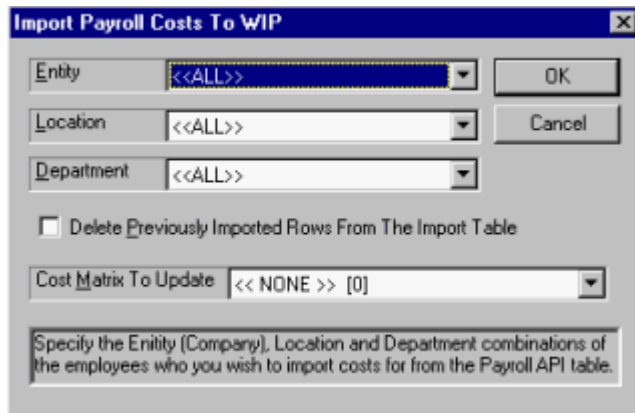 Import Payroll Costs To WIP
Entity <<ALL>> OK
Location <<ALL>> Cancel
Department <<ALL>>
Delete Previously Imported Rows From The Import Table
Cost Matrix To Update << NONE >> [0]
Specify the Enitity (Company), Location and Department combinations of
the employees who you wish to import costs for from the Payroll API table.